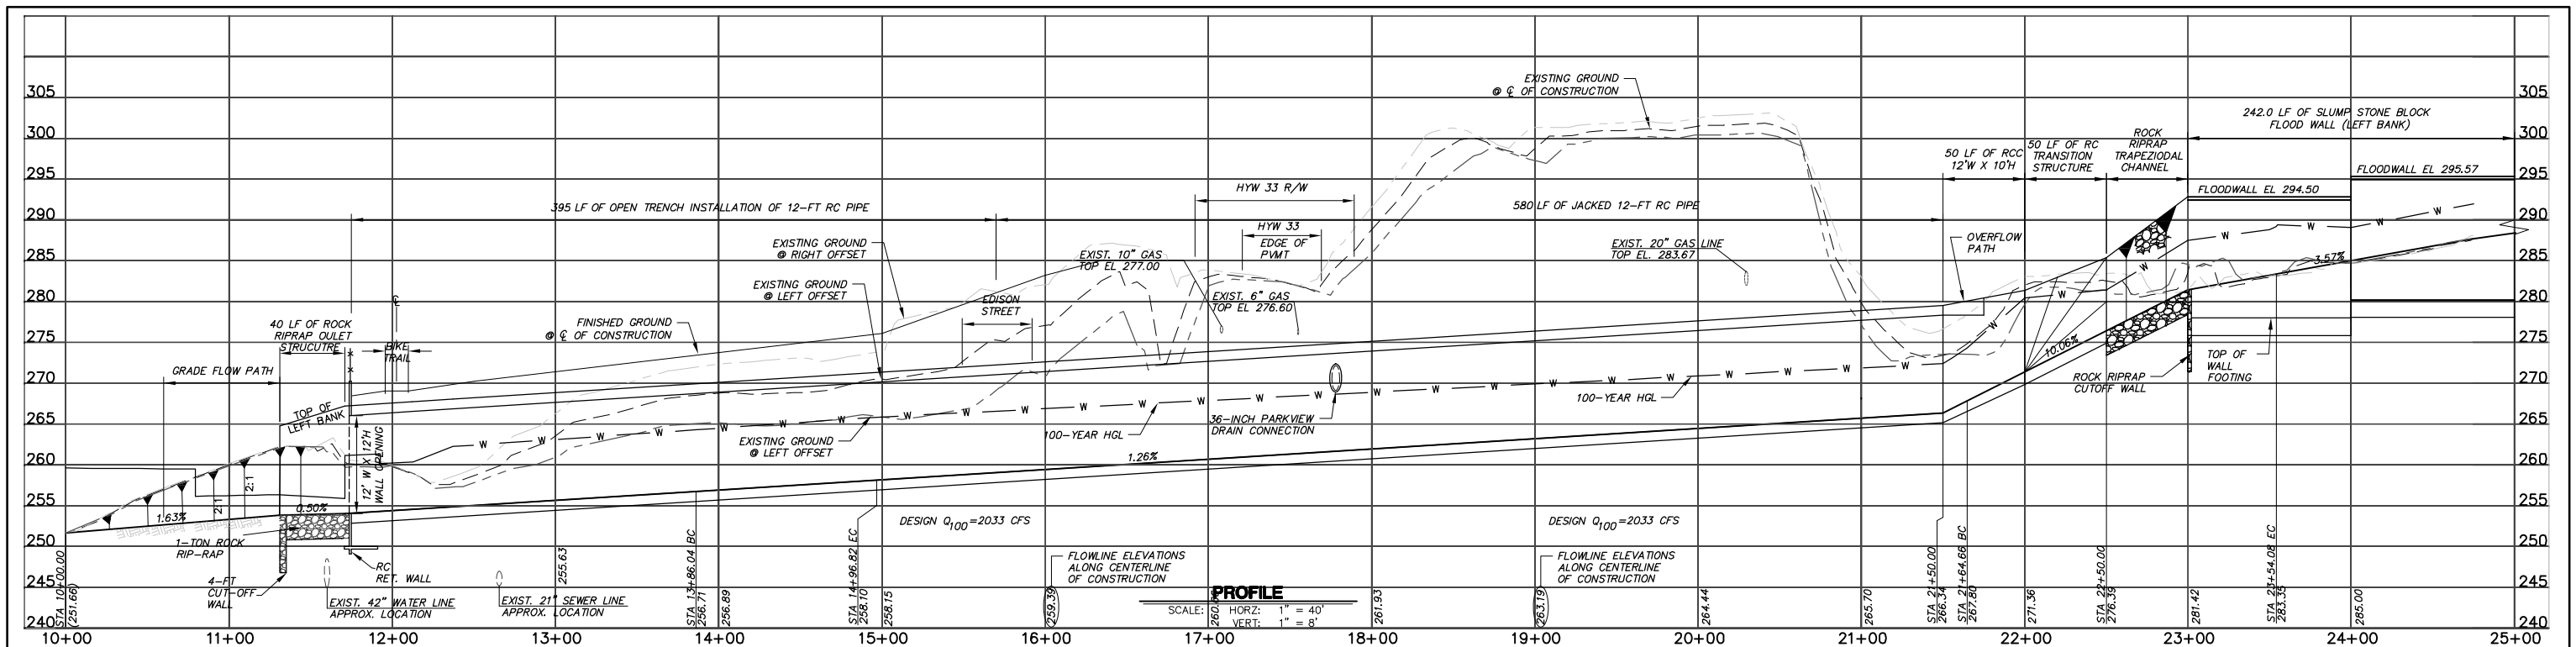 305
300
295
290
285
280
275
270
265
260
255
250
245
240
305
300
295
290
285
280
275
270
265
260
255
250
245
240
EXISTING GROUND
@ ℄ OF CONSTRUCTION
242.0 LF OF SLUMP STONE BLOCK
FLOOD WALL (LEFT BANK)
50 LF OF RCC
12'W X 10'H
50 LF OF RC
TRANSITION
STRUCTURE
ROCK
RIPRAP
TRAPEZIODAL
CHANNEL
FLOODWALL EL 295.57
FLOODWALL EL 294.50
HYW 33 R/W
395 LF OF OPEN TRENCH INSTALLATION OF 12-FT RC PIPE
580 LF OF JACKED 12-FT RC PIPE
HYW 33
EDGE OF
PVMT
EXISTING GROUND
@ RIGHT OFFSET
EXIST. 10" GAS
TOP EL 277.00
EXIST. 20" GAS LINE
TOP EL. 283.67
OVERFLOW
PATH
3.57%
EXISTING GROUND
@ LEFT OFFSET
EDISON
STREET
EXIST. 6" GAS
TOP EL 276.60
℄
40 LF OF ROCK
RIPRAP OULET
STRUCUTRE
BIKE
TRAIL
FINISHED GROUND
@ ℄ OF CONSTRUCTION
GRADE FLOW PATH
10.06%
TOP OF
WALL
FOOTING
ROCK RIPRAP
CUTOFF WALL
TOP OF
LEFT BANK
12' W X 12'H
WALL OPENING
EXISTING GROUND
@ LEFT OFFSET
100-YEAR HGL
36-INCH PARKVIEW
DRAIN CONNECTION
100-YEAR HGL
1.26%
2:1
2:1
1.63%
0.50%
W W W W W W W W W W W W W W W W W W W W W W
DESIGN Q100=2033 CFS
DESIGN Q100=2033 CFS
1-TON ROCK
RIP-RAP
RC
RET. WALL
4-FT
CUT-OFF
WALL
EXIST. 42" WATER LINE
APPROX. LOCATION
EXIST. 21" SEWER LINE
APPROX. LOCATION
FLOWLINE ELEVATIONS
ALONG CENTERLINE
OF CONSTRUCTION
FLOWLINE ELEVATIONS
ALONG CENTERLINE
OF CONSTRUCTION
PROFILE
SCALE: HORZ: 1" = 40'
VERT: 1" = 8'
STA 10+00.00
(251.66)
255.63
STA 13+86.04 BC
256.71
256.89
STA 14+96.82 EC
258.10
258.15
259.39
261.93
263.19
264.44
265.70
STA 21+50.00
266.34
STA 21+64.66 BC
267.80
271.36
STA 22+50.00
276.39
281.42
STA 23+54.08 EC
283.35
285.00
10+00 11+00 12+00 13+00 14+00 15+00 16+00 17+00 18+00 19+00 20+00 21+00 22+00 23+00 24+00 25+00